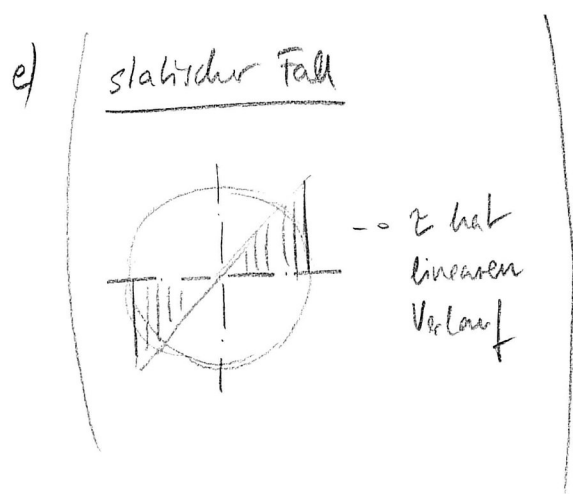 e) statischer Fall
→ τ hat
linearen
Verlauf